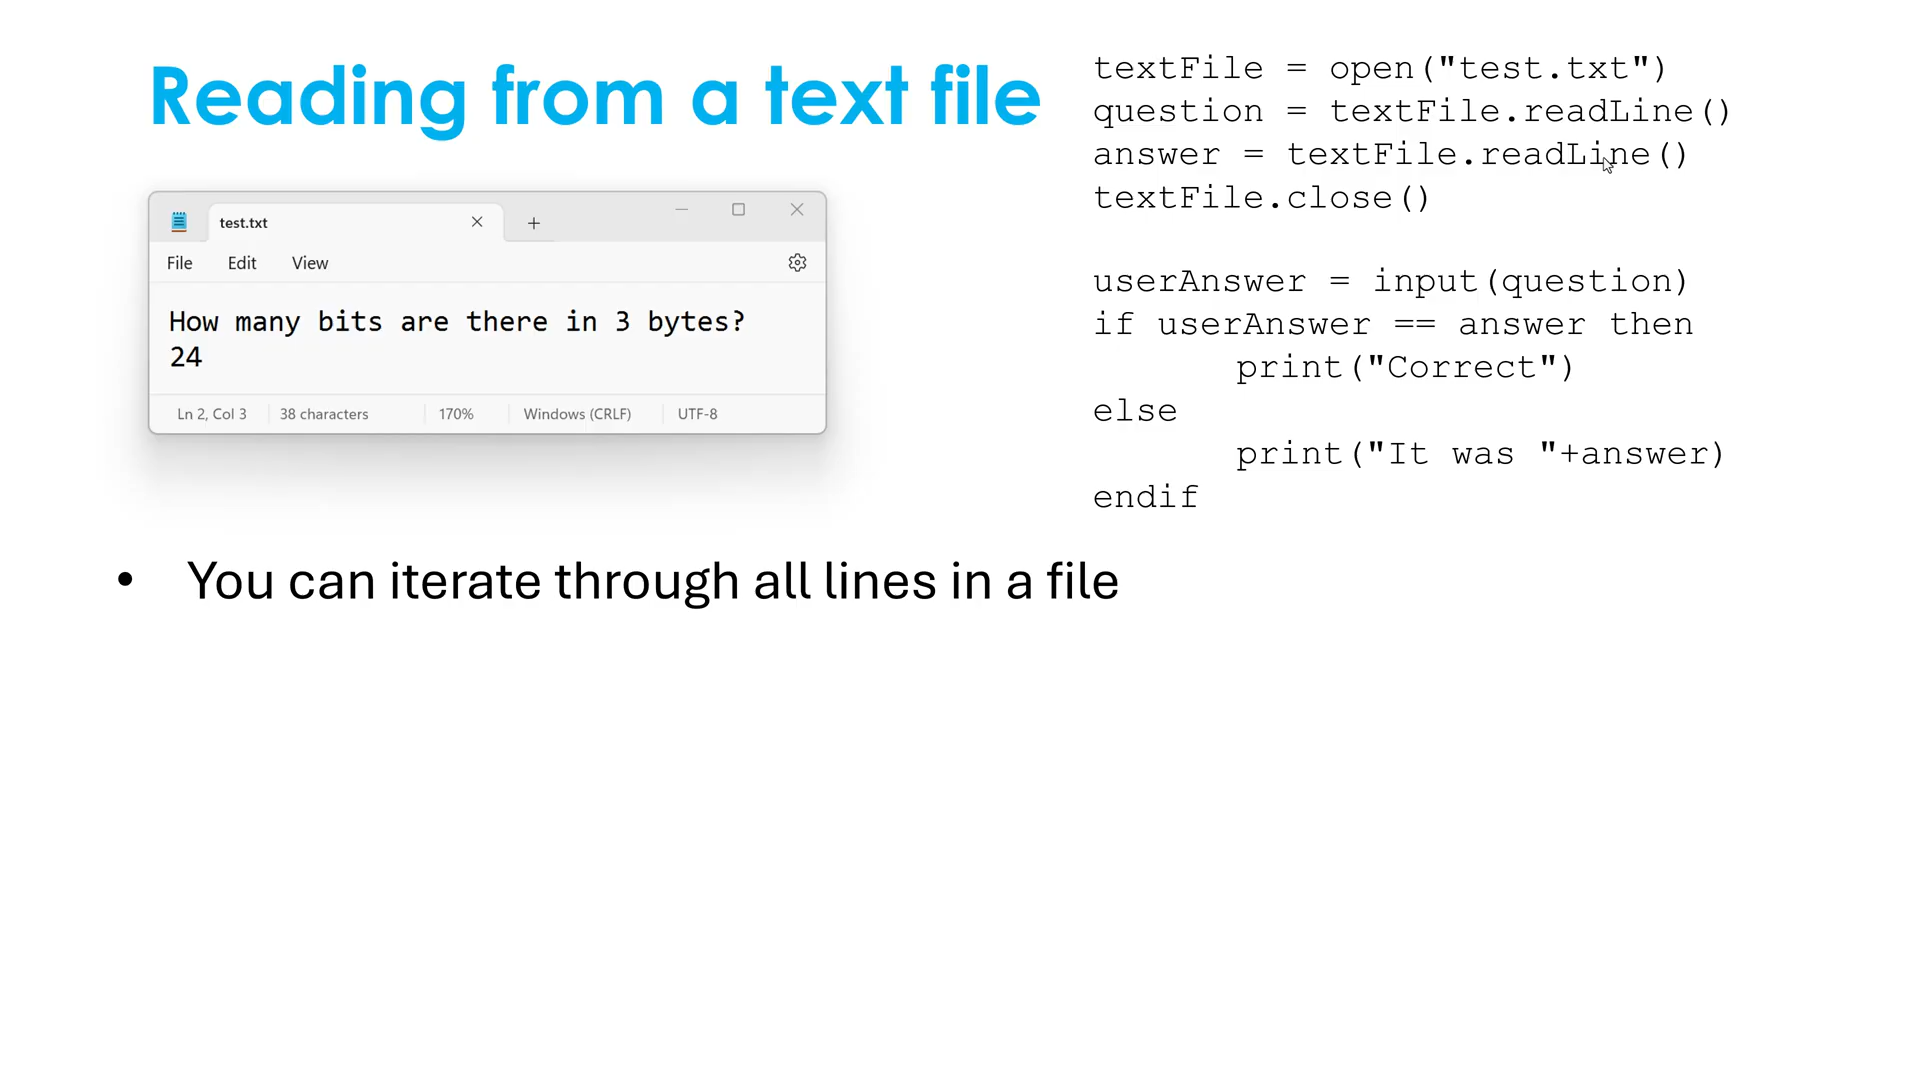 Reading from a text file
test.txt
File Edit View
How many bits are there in 3 bytes?
24
Ln 2, Col 3 38 characters 170% Windows (CRLF) UTF-8
textFile = open("test.txt")
question = textFile.readLine()
answer = textFile.readLine()
textFile.close()
userAnswer = input(question)
if userAnswer == answer then
print("Correct")
else
print("It was "+answer)
endif
• You can iterate through all lines in a file